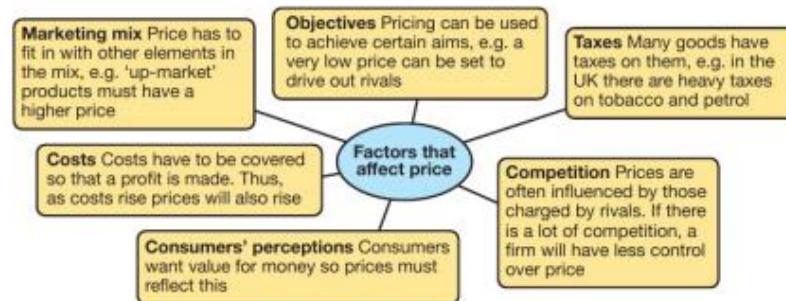 Marketing mix Price has to
fit in with other elements in
the mix, e.g. ‘up-market’
products must have a
higher price
Objectives Pricing can be used
to achieve certain aims, e.g. a
very low price can be set to
drive out rivals
Taxes Many goods have
taxes on them, e.g. in the
UK there are heavy taxes
on tobacco and petrol
Costs Costs have to be covered
so that a profit is made. Thus,
as costs rise prices will also rise
Factors that
affect price
Competition Prices are
often influenced by those
charged by rivals. If there
is a lot of competition, a
firm will have less control
over price
Consumers’ perceptions Consumers
want value for money so prices must
reflect this